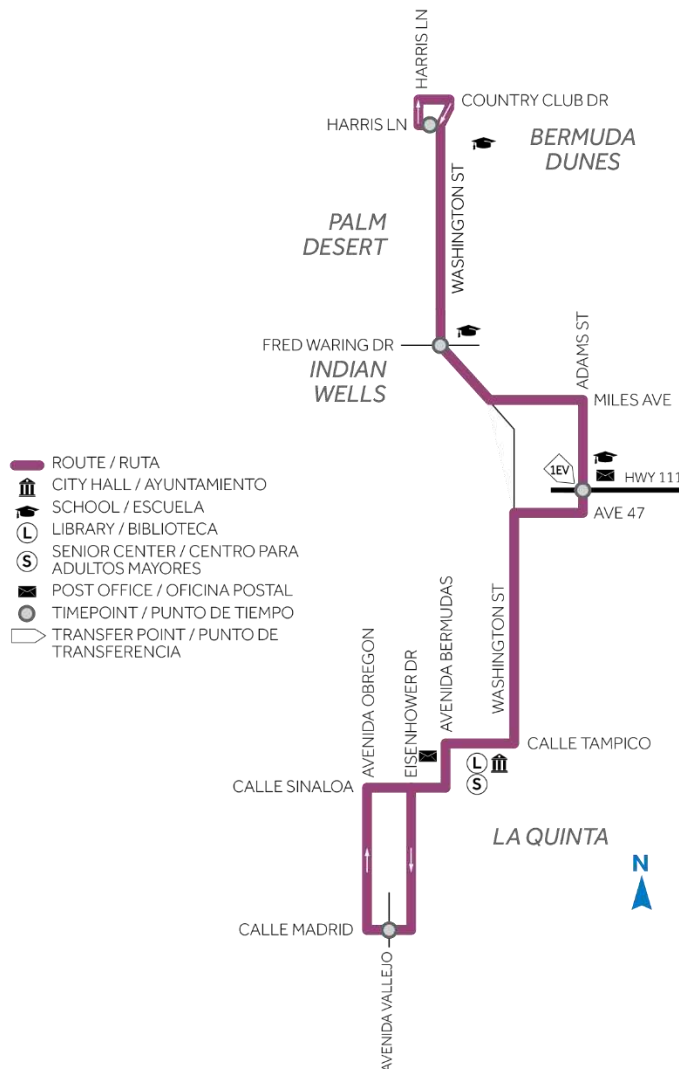 HARRIS LN
COUNTRY CLUB DR
HARRIS LN
BERMUDA
DUNES
WASHINGTON ST
PALM
DESERT
FRED WARING DR
INDIAN
WELLS
ADAMS ST
MILES AVE
1EV
HWY 111
AVE 47
ROUTE / RUTA
CITY HALL / AYUNTAMIENTO
SCHOOL / ESCUELA
L
LIBRARY / BIBLIOTECA
S
SENIOR CENTER / CENTRO PARA
ADULTOS MAYORES
POST OFFICE / OFICINA POSTAL
TIMEPOINT / PUNTO DE TIEMPO
TRANSFER POINT / PUNTO DE
TRANSFERENCIA
AVENIDA OBREGON
EISENHOWER DR
AVENIDA BERMUDAS
WASHINGTON ST
CALLE TAMPICO
L
S
CALLE SINALOA
LA QUINTA
N
CALLE MADRID
AVENIDA VALLEJO